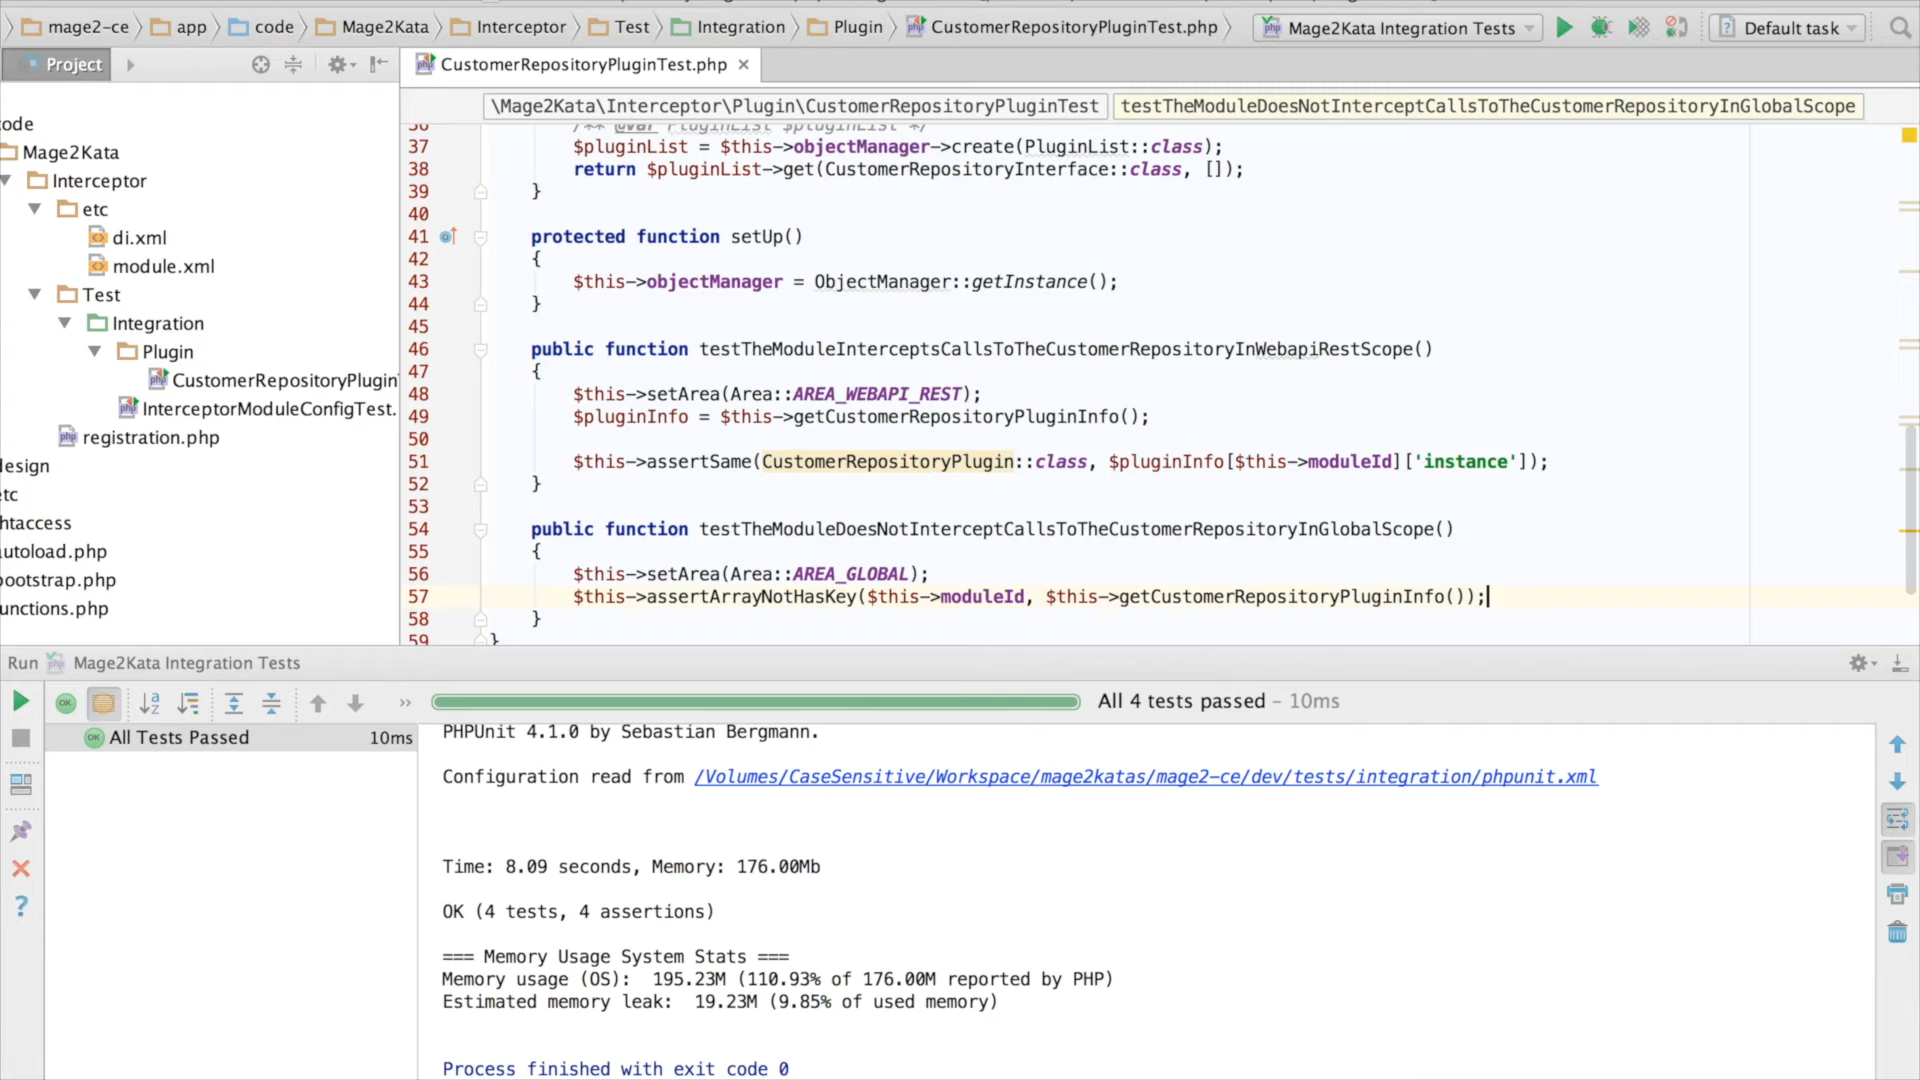 mage2-ce app code Mage2Kata Interceptor Test Integration Plugin CustomerRepositoryPluginTest.php Mage2Kata Integration Tests Default task
Project
CustomerRepositoryPluginTest.php
\Mage2Kata\Interceptor\Plugin\CustomerRepositoryPluginTest testTheModuleDoesNotInterceptCallsToTheCustomerRepositoryInGlobalScope
ode
Mage2Kata
Interceptor
etc
di.xml
module.xml
Test
Integration
Plugin
CustomerRepositoryPlugin
InterceptorModuleConfigTest.
registration.php
design
etc
htaccess
autoload.php
bootstrap.php
unctions.php
36 /** @var PluginList $pluginList */
37 $pluginList = $this->objectManager->create(PluginList::class);
38 return $pluginList->get(CustomerRepositoryInterface::class, []);
39 }
40
41 protected function setUp()
42 {
43 $this->objectManager = ObjectManager::getInstance();
44 }
45
46 public function testTheModuleInterceptsCallsToTheCustomerRepositoryInWebapiRestScope()
47 {
48 $this->setArea(Area::AREA_WEBAPI_REST);
49 $pluginInfo = $this->getCustomerRepositoryPluginInfo();
50
51 $this->assertSame(CustomerRepositoryPlugin::class, $pluginInfo[$this->moduleId]['instance']);
52 }
53
54 public function testTheModuleDoesNotInterceptCallsToTheCustomerRepositoryInGlobalScope()
55 {
56 $this->setArea(Area::AREA_GLOBAL);
57 $this->assertArrayNotHasKey($this->moduleId, $this->getCustomerRepositoryPluginInfo());
58 }
59 }
Run Mage2Kata Integration Tests
All 4 tests passed – 10ms
All Tests Passed 10ms
PHPUnit 4.1.0 by Sebastian Bergmann.
Configuration read from /Volumes/CaseSensitive/Workspace/mage2katas/mage2-ce/dev/tests/integration/phpunit.xml
Time: 8.09 seconds, Memory: 176.00Mb
OK (4 tests, 4 assertions)
=== Memory Usage System Stats ===
Memory usage (OS): 195.23M (110.93% of 176.00M reported by PHP)
Estimated memory leak: 19.23M (9.85% of used memory)
Process finished with exit code 0